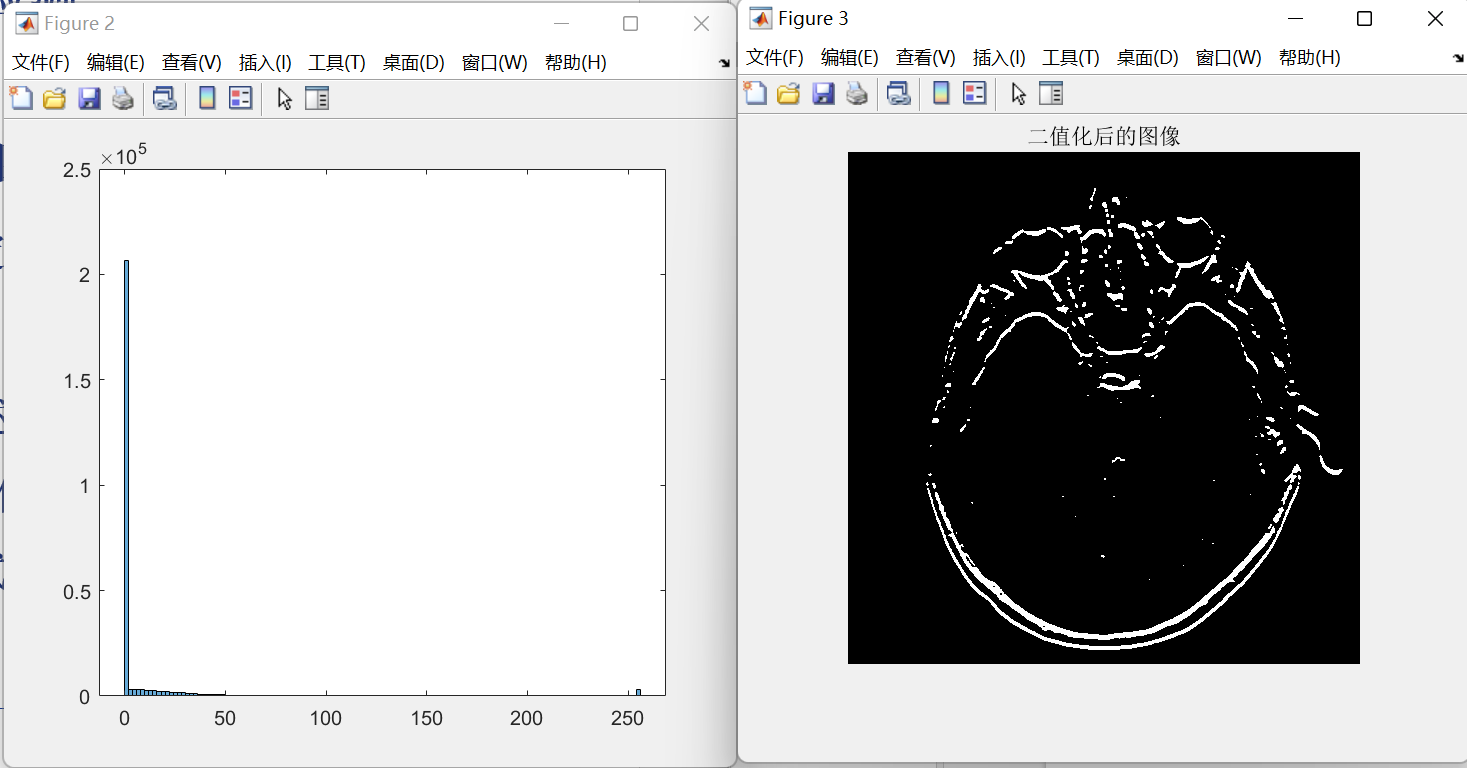 Figure 2
文件(F) 编辑(E) 查看(V) 插入(I) 工具(T) 桌面(D) 窗口(W) 帮助(H)
×10^5
2.5
2
1.5
1
0.5
0
0 50 100 150 200 250
Figure 3
文件(F) 编辑(E) 查看(V) 插入(I) 工具(T) 桌面(D) 窗口(W) 帮助(H)
二值化后的图像